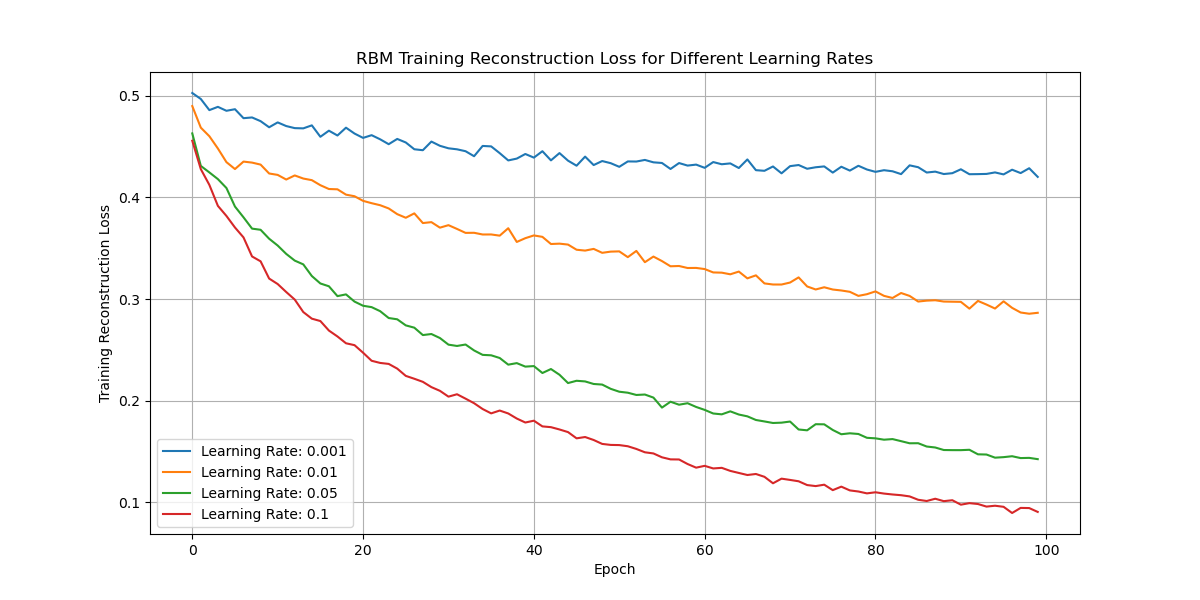 RBM Training Reconstruction Loss for Different Learning Rates
Training Reconstruction Loss
0.5
0.4
0.3
0.2
0.1
Learning Rate: 0.001
Learning Rate: 0.01
Learning Rate: 0.05
Learning Rate: 0.1
0 20 40 60 80 100
Epoch